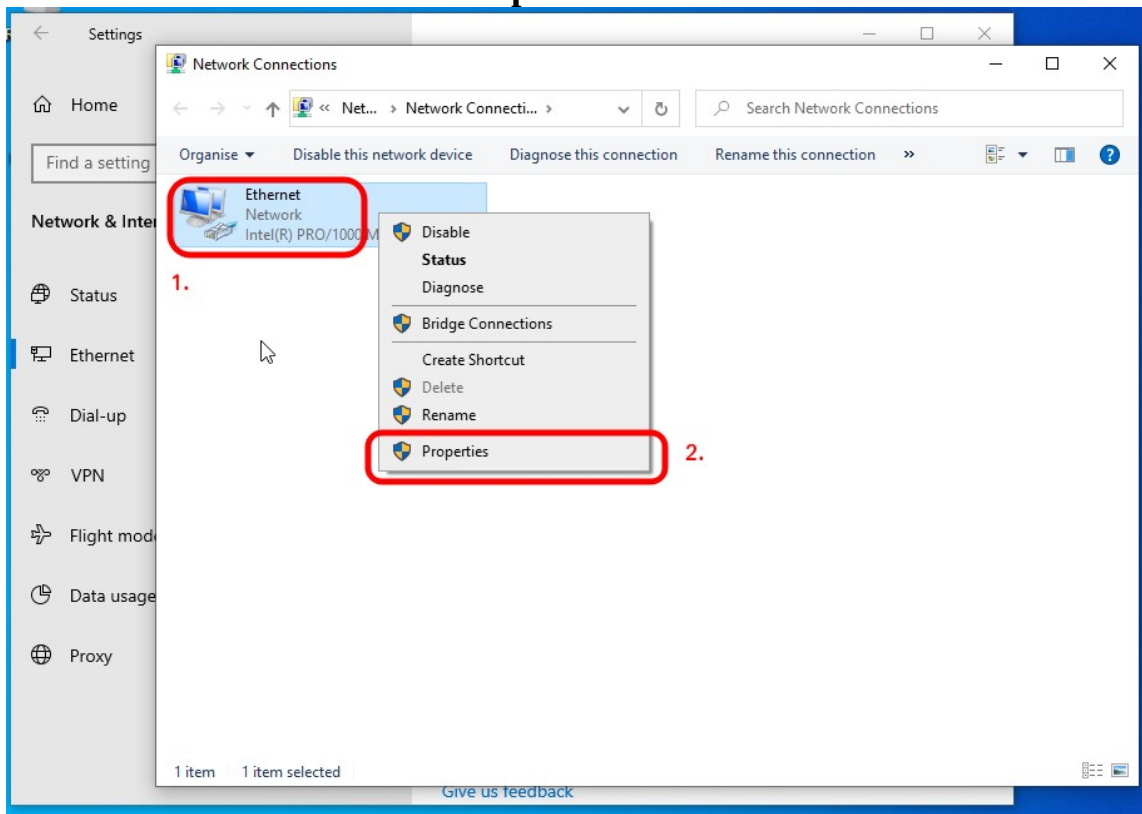 Settings
Network Connections
Home
« Net... > Network Connecti... >
Search Network Connections
Find a setting
Organise
Disable this network device
Diagnose this connection
Rename this connection
»
Network & Inter
Ethernet
Network
Intel(R) PRO/1000 M
1.
Disable
Status
Diagnose
Bridge Connections
Create Shortcut
Delete
Rename
Properties
2.
Status
Ethernet
Dial-up
VPN
Flight mode
Data usage
Proxy
1 item
1 item selected
Give us feedback